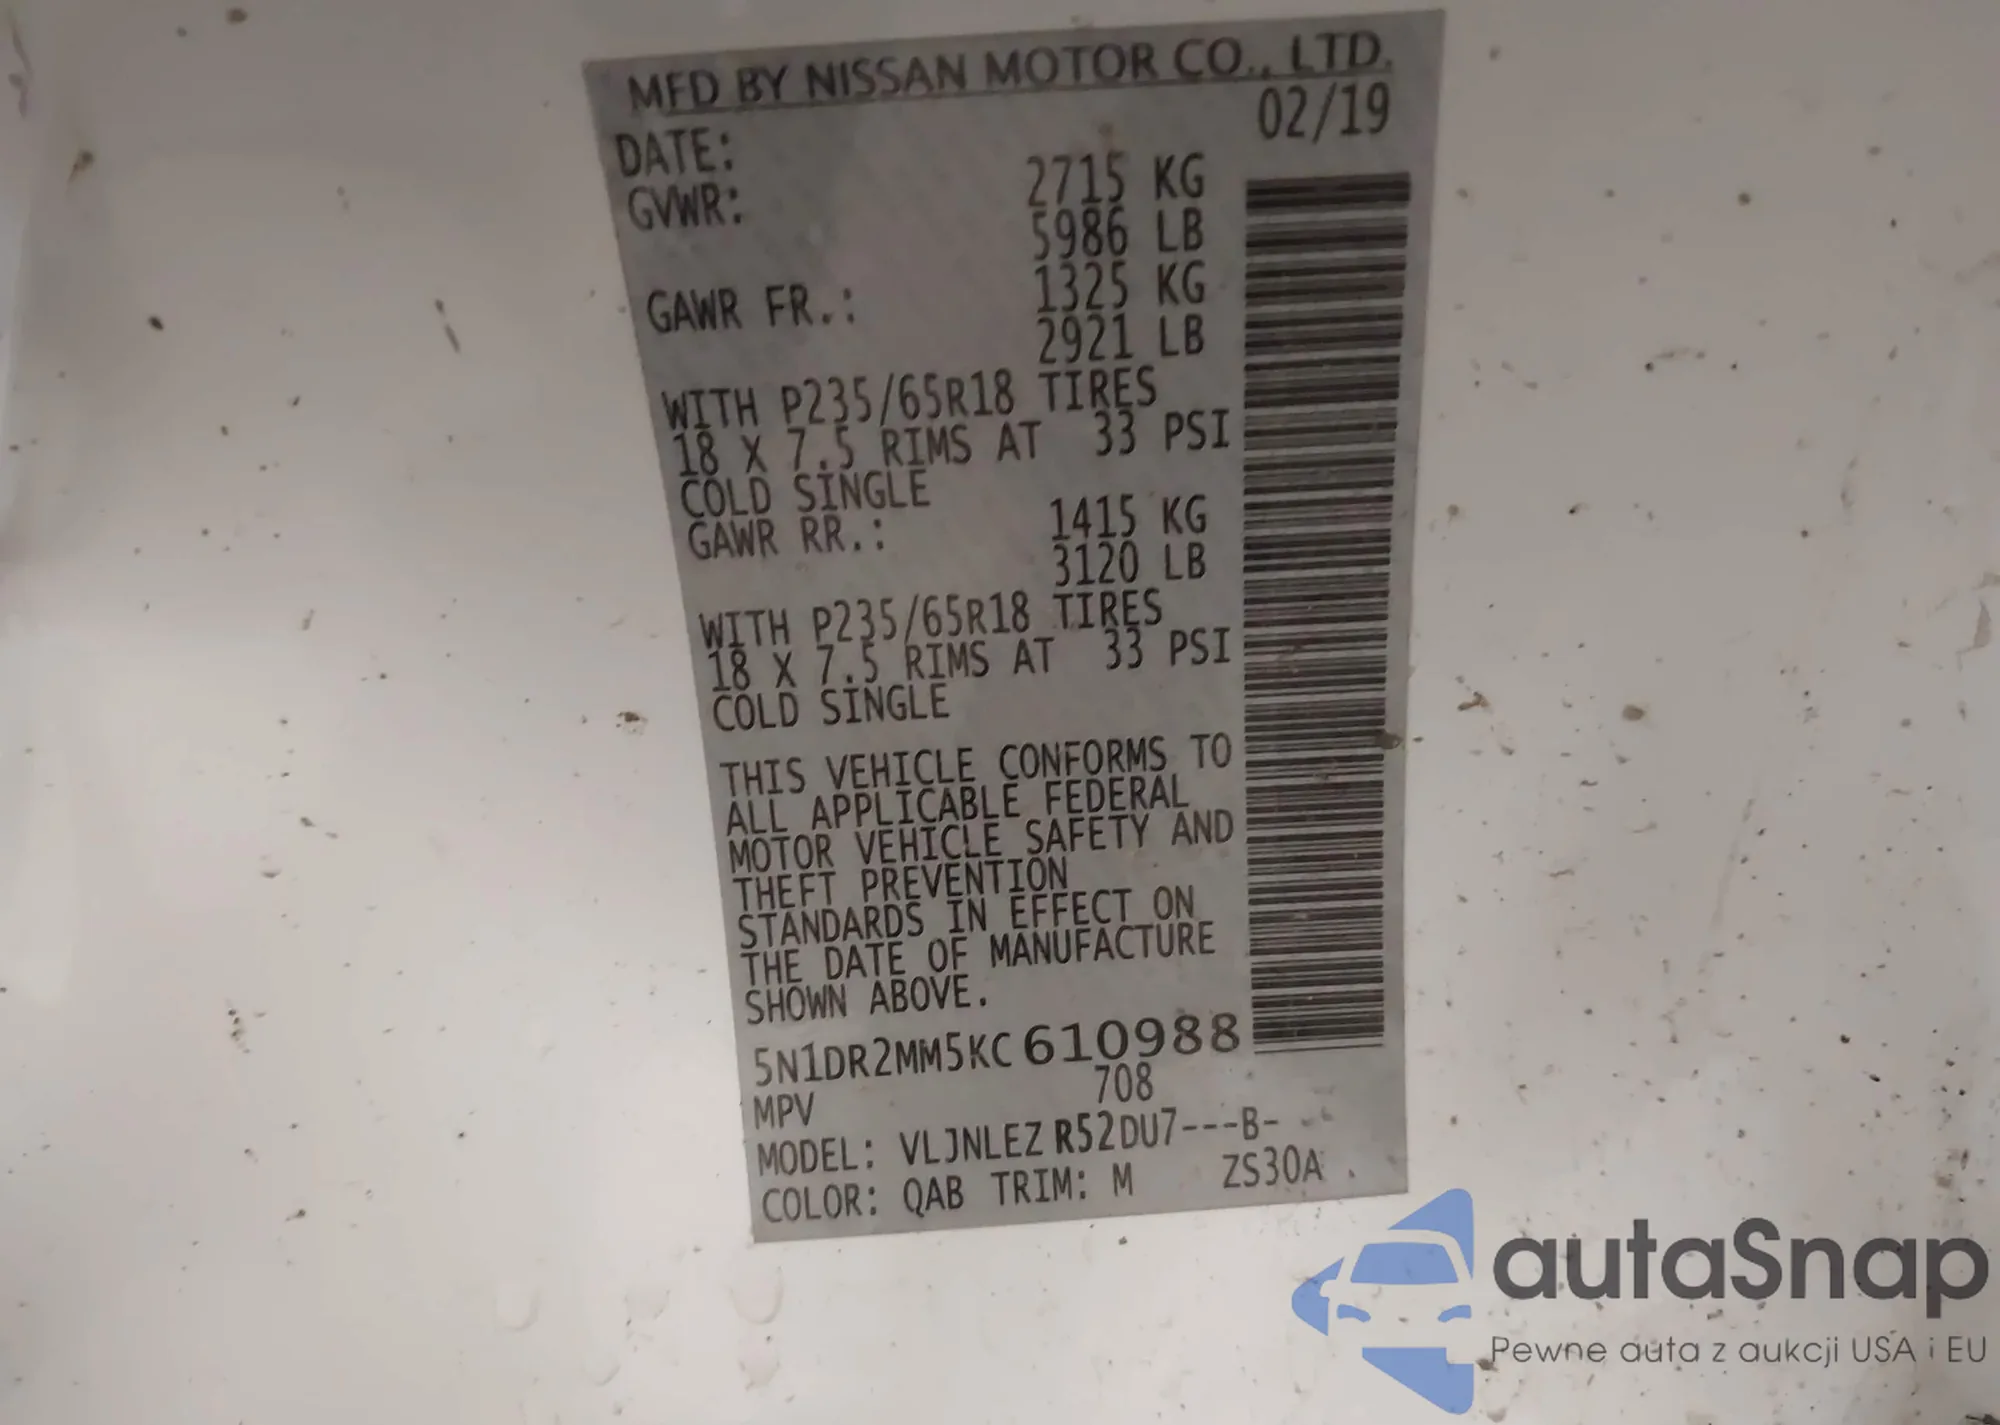 MFD BY NISSAN MOTOR CO., LTD.
DATE: 02/19
GVWR: 2715 KG
5986 LB
GAWR FR.: 1325 KG
2921 LB
WITH P235/65R18 TIRES
18 X 7.5 RIMS AT 33 PSI
COLD SINGLE
GAWR RR.: 1415 KG
3120 LB
WITH P235/65R18 TIRES
18 X 7.5 RIMS AT 33 PSI
COLD SINGLE
THIS VEHICLE CONFORMS TO
ALL APPLICABLE FEDERAL
MOTOR VEHICLE SAFETY AND
THEFT PREVENTION
STANDARDS IN EFFECT ON
THE DATE OF MANUFACTURE
SHOWN ABOVE.
5N1DR2MM5KC610988
MPV 708
MODEL: VLJNLEZ R52DU7---B---
COLOR: QAB TRIM: M ZS30A .
autaSnap
Pewne auta z aukcji USA i EU